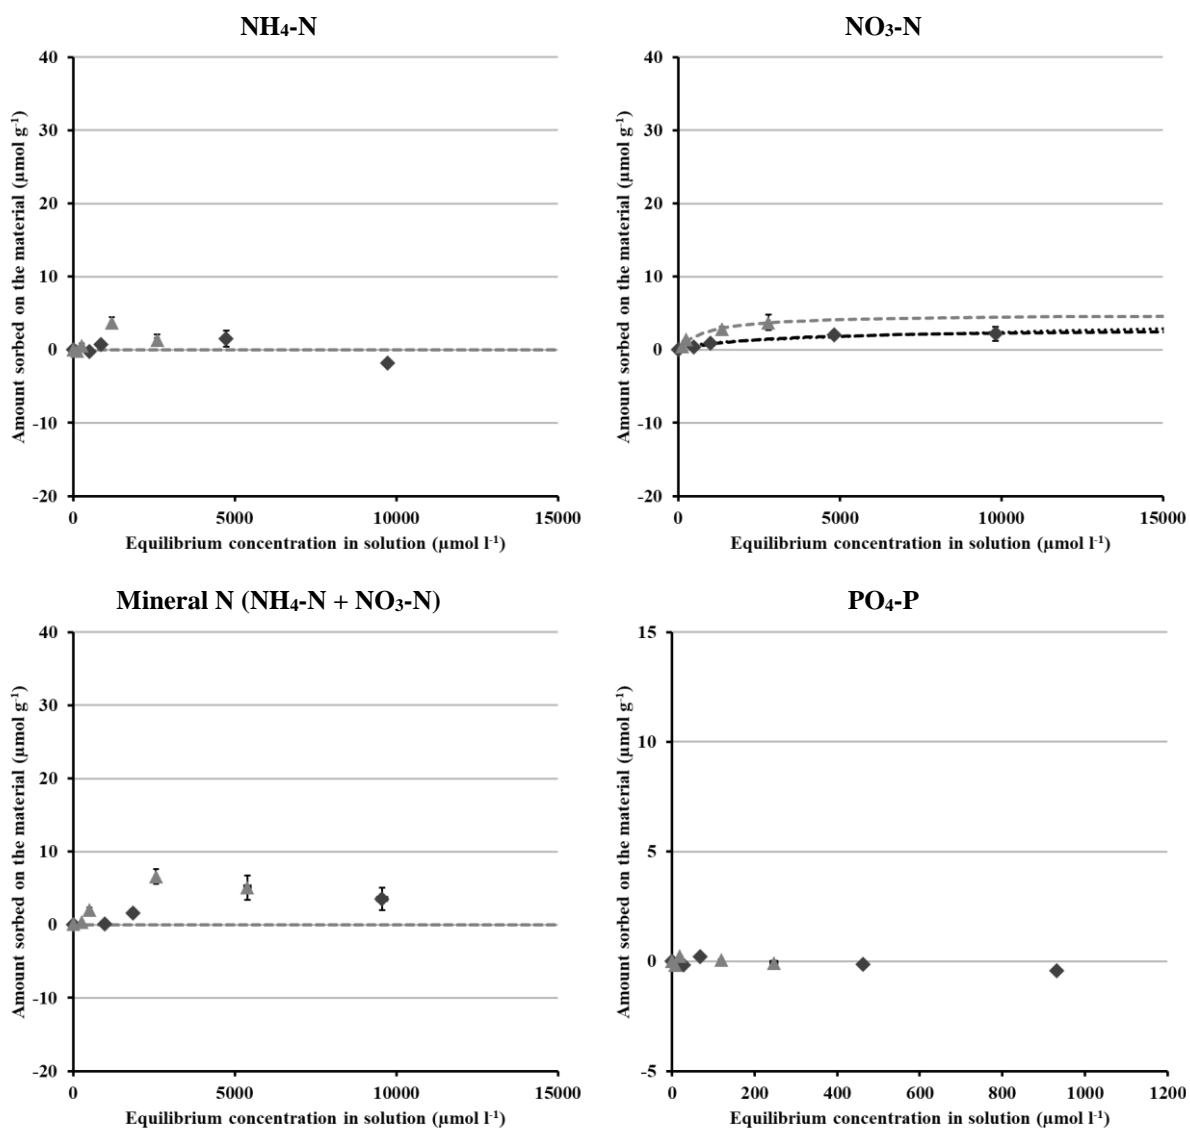 NH₄-N
40
30
20
10
0
-10
-20
0 5000 10000 15000
Amount sorbed on the material (µmol g⁻¹)
Equilibrium concentration in solution (µmol l⁻¹)
NO₃-N
40
30
20
10
0
-10
-20
0 5000 10000 15000
Amount sorbed on the material (µmol g⁻¹)
Equilibrium concentration in solution (µmol l⁻¹)
Mineral N (NH₄-N + NO₃-N)
40
30
20
10
0
-10
-20
0 5000 10000 15000
Amount sorbed on the material (µmol g⁻¹)
Equilibrium concentration in solution (µmol l⁻¹)
PO₄-P
15
10
5
0
-5
0 200 400 600 800 1000 1200
Amount sorbed on the material (µmol g⁻¹)
Equilibrium concentration in solution (µmol l⁻¹)